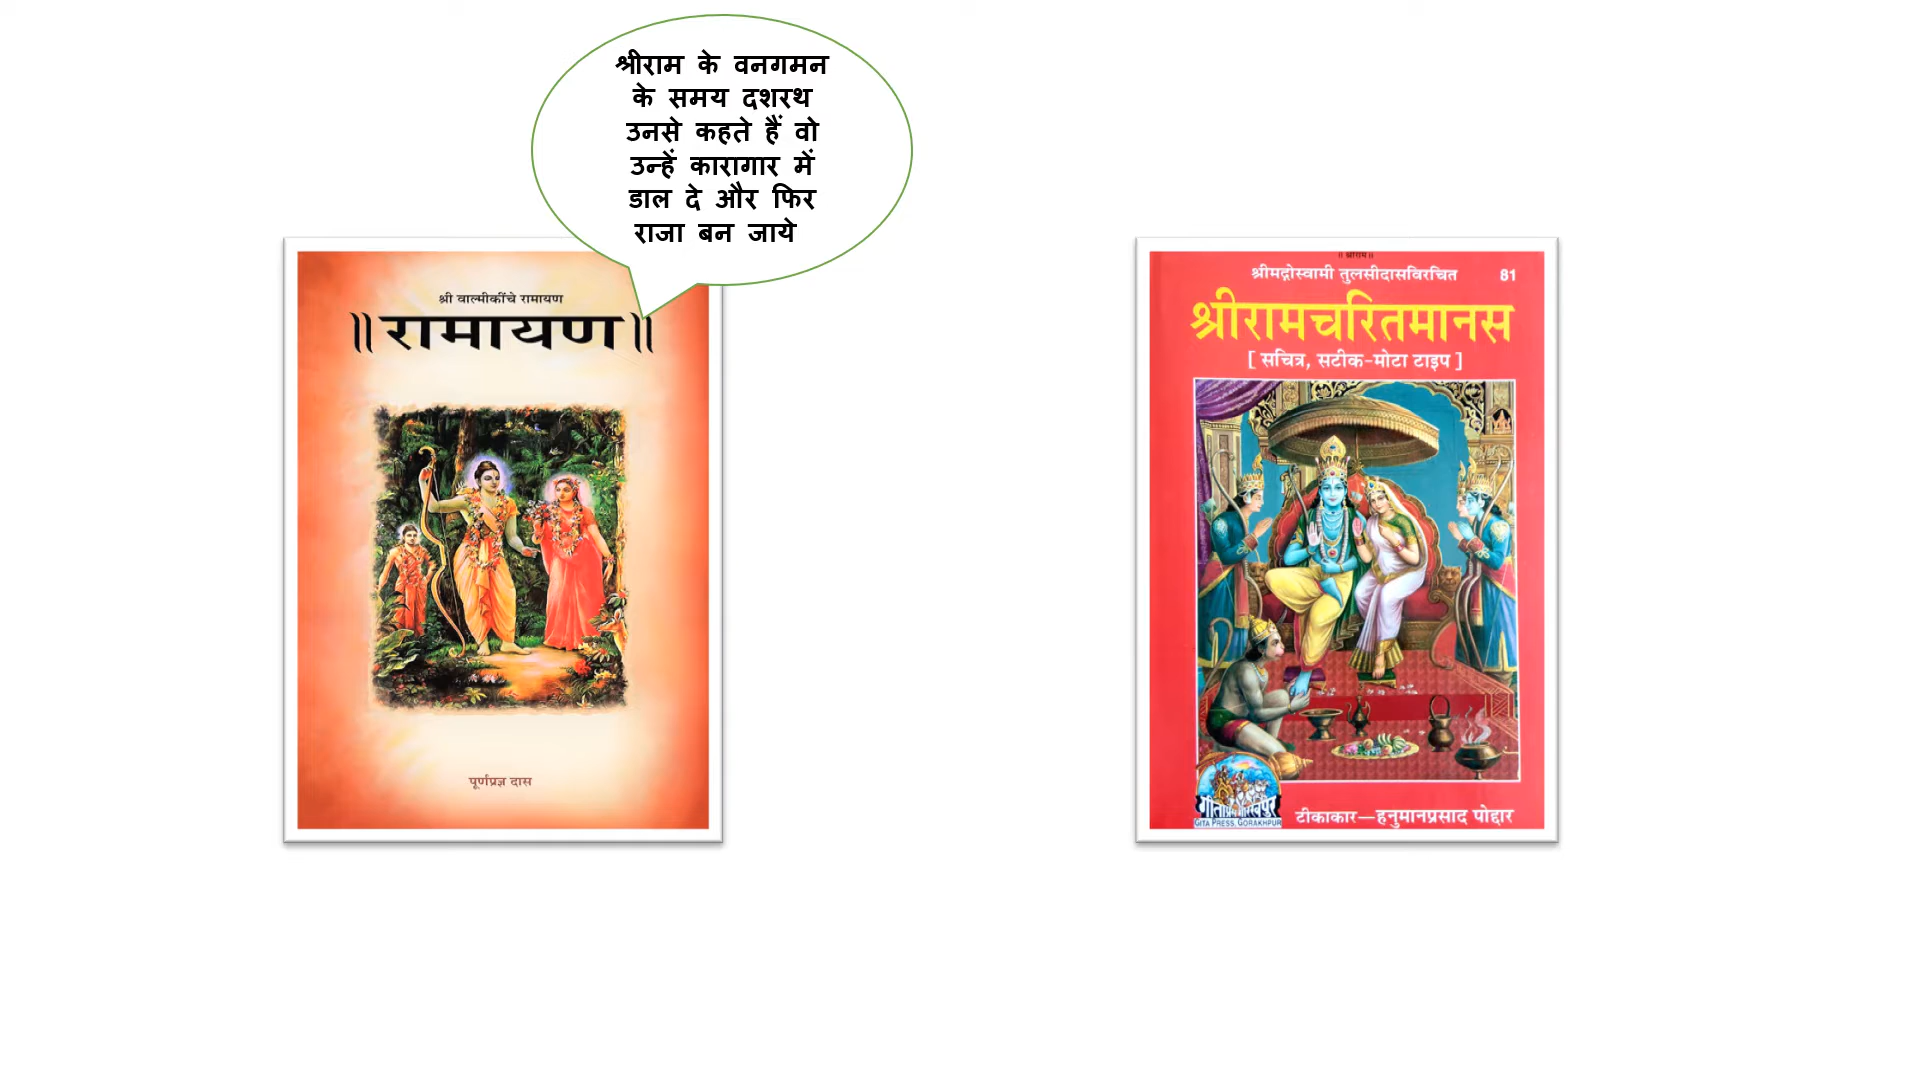 श्रीराम के वनगमन
के समय दशरथ
उनसे कहते हैं वो
उन्हें कारागार में
डाल दे और फिर
राजा बन जाये
श्री वाल्मीकींचे रामायण
॥रामायण॥
पूर्णप्रज्ञ दास
॥ श्रीराम॥
श्रीमद्गोस्वामी तुलसीदासविरचित 81
श्रीरामचरितमानस
[ सचित्र, सटीक-मोटा टाइप ]
गीताप्रेस गोरखपुर
GITA PRESS, GORAKHPUR
टीकाकार—हनुमानप्रसाद पोद्दार